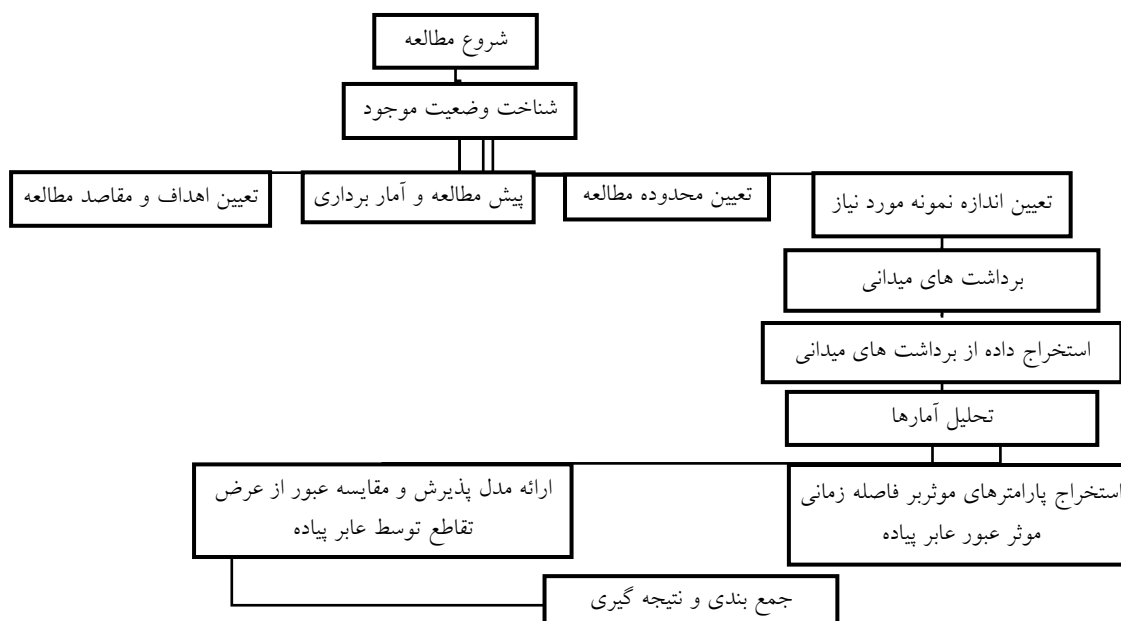 شروع مطالعه
شناخت وضعیت موجود
تعیین اندازه نمونه مورد نیاز
تعیین محدوده مطالعه
پیش مطالعه و آمار برداری
تعیین اهداف و مقاصد مطالعه
برداشت های میدانی
استخراج داده از برداشت های میدانی
تحلیل آمارها
استخراج پارامترهای موثربر فاصله زمانی
موثر عبور عابر پیاده
ارائه مدل پذیرش و مقایسه عبور از عرض
تقاطع توسط عابر پیاده
جمع بندی و نتیجه گیری